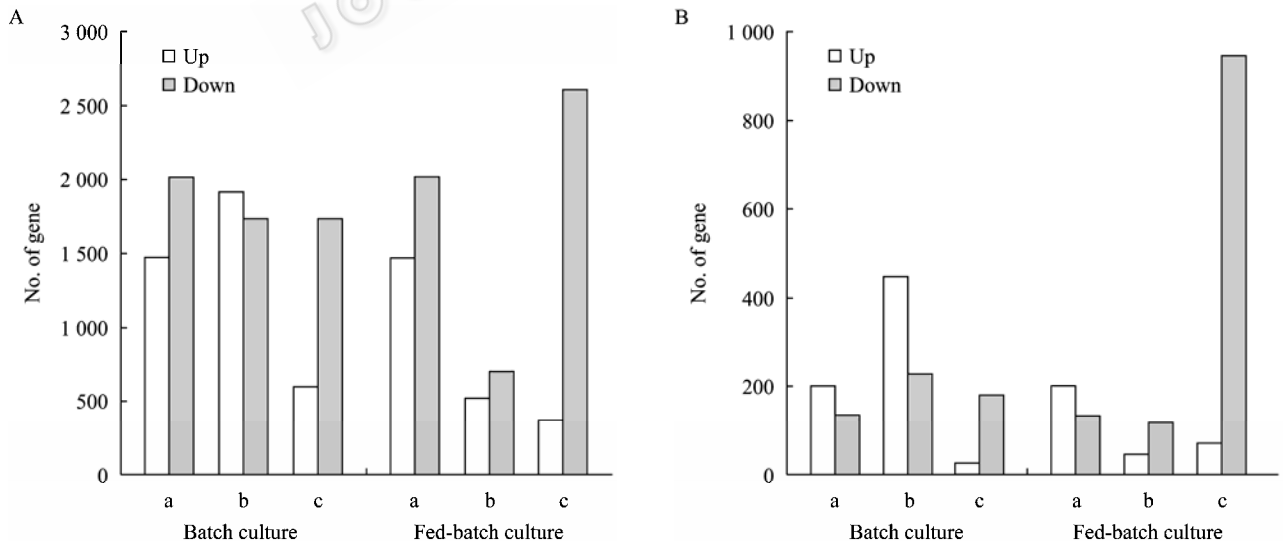 A
3 000
2 500
2 000
1 500
1 000
500
0
No. of gene
Up
Down
a b c a b c
Batch culture Fed-batch culture
B
1 000
800
600
400
200
0
No. of gene
Up
Down
a b c a b c
Batch culture Fed-batch culture